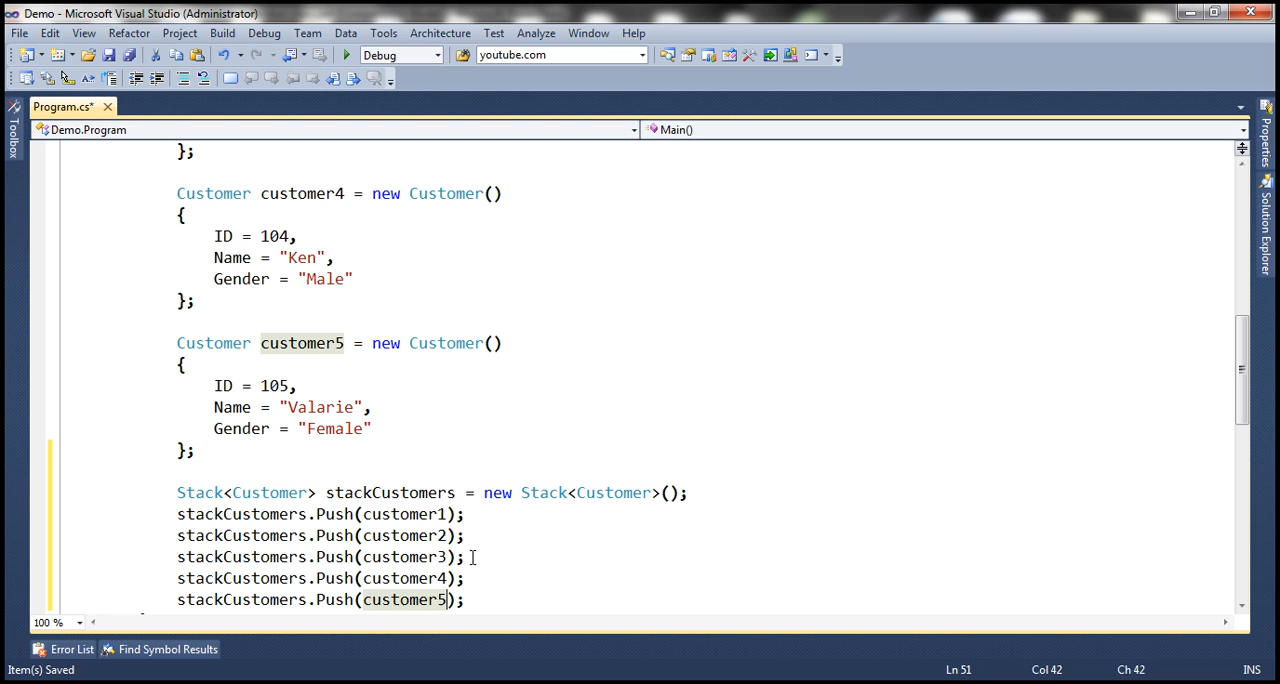 Demo - Microsoft Visual Studio (Administrator)
File Edit View Refactor Project Build Debug Team Data Tools Architecture Test Analyze Window Help
Debug youtube.com
Program.cs*
Demo.Program Main()
Toolbox
Properties
Solution Explorer
};
Customer customer4 = new Customer()
{
ID = 104,
Name = "Ken",
Gender = "Male"
};
Customer customer5 = new Customer()
{
ID = 105,
Name = "Valarie",
Gender = "Female"
};
Stack<Customer> stackCustomers = new Stack<Customer>();
stackCustomers.Push(customer1);
stackCustomers.Push(customer2);
stackCustomers.Push(customer3);
stackCustomers.Push(customer4);
stackCustomers.Push(customer5);
100 %
Error List Find Symbol Results
Item(s) Saved Ln 51 Col 42 Ch 42 INS